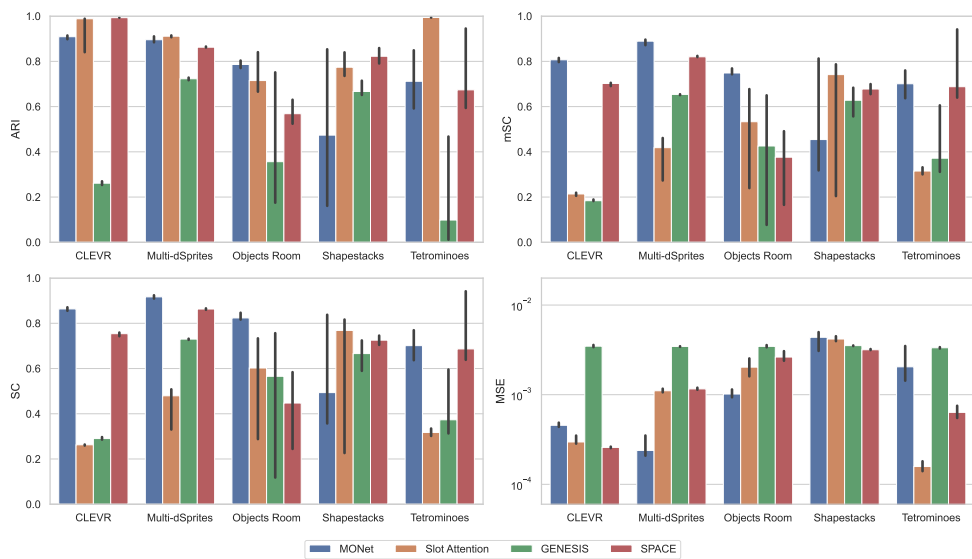 1.0
0.8
0.6
0.4
0.2
0.0
ARI
CLEVR Multi-dSprites Objects Room Shapestacks Tetrominoes
1.0
0.8
0.6
0.4
0.2
0.0
mSC
CLEVR Multi-dSprites Objects Room Shapestacks Tetrominoes
1.0
0.8
0.6
0.4
0.2
0.0
SC
CLEVR Multi-dSprites Objects Room Shapestacks Tetrominoes
10⁻²
10⁻³
10⁻⁴
MSE
CLEVR Multi-dSprites Objects Room Shapestacks Tetrominoes
MONet Slot Attention GENESIS SPACE